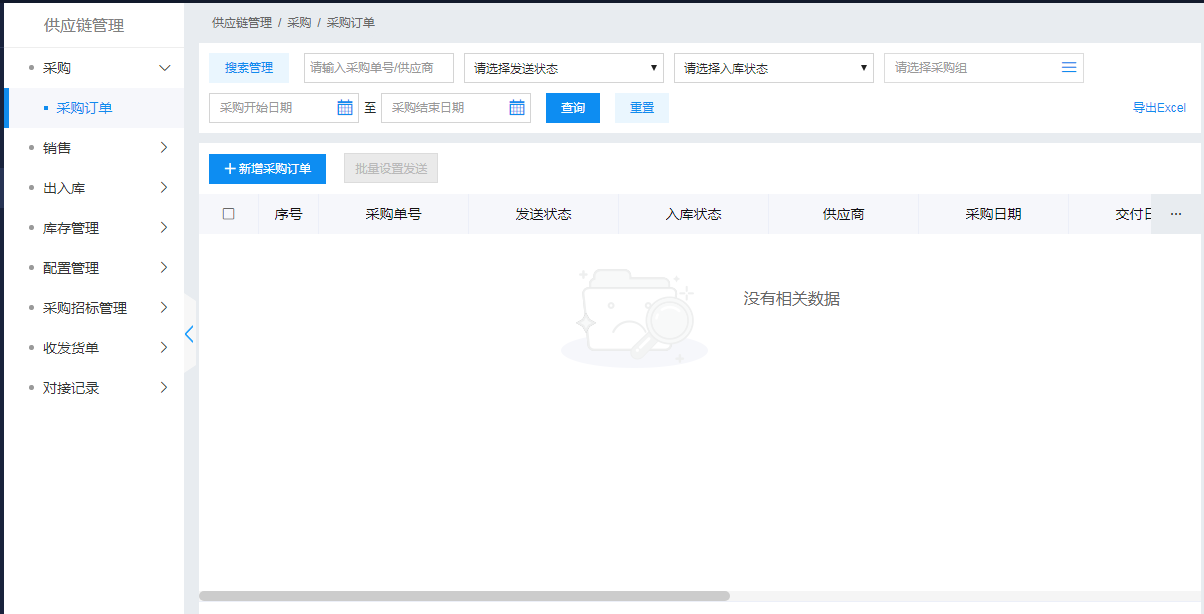 供应链管理
采购
采购订单
销售
出入库
库存管理
配置管理
采购招标管理
收发货单
对接记录
供应链管理 / 采购 / 采购订单
搜索管理 请输入采购单号/供应商 请选择发送状态 请选择入库状态 请选择采购组
采购开始日期 至 采购结束日期 查询 重置 导出Excel
+新增采购订单 批量设置发送
序号 采购单号 发送状态 入库状态 供应商 采购日期 交付日 ...
没有相关数据